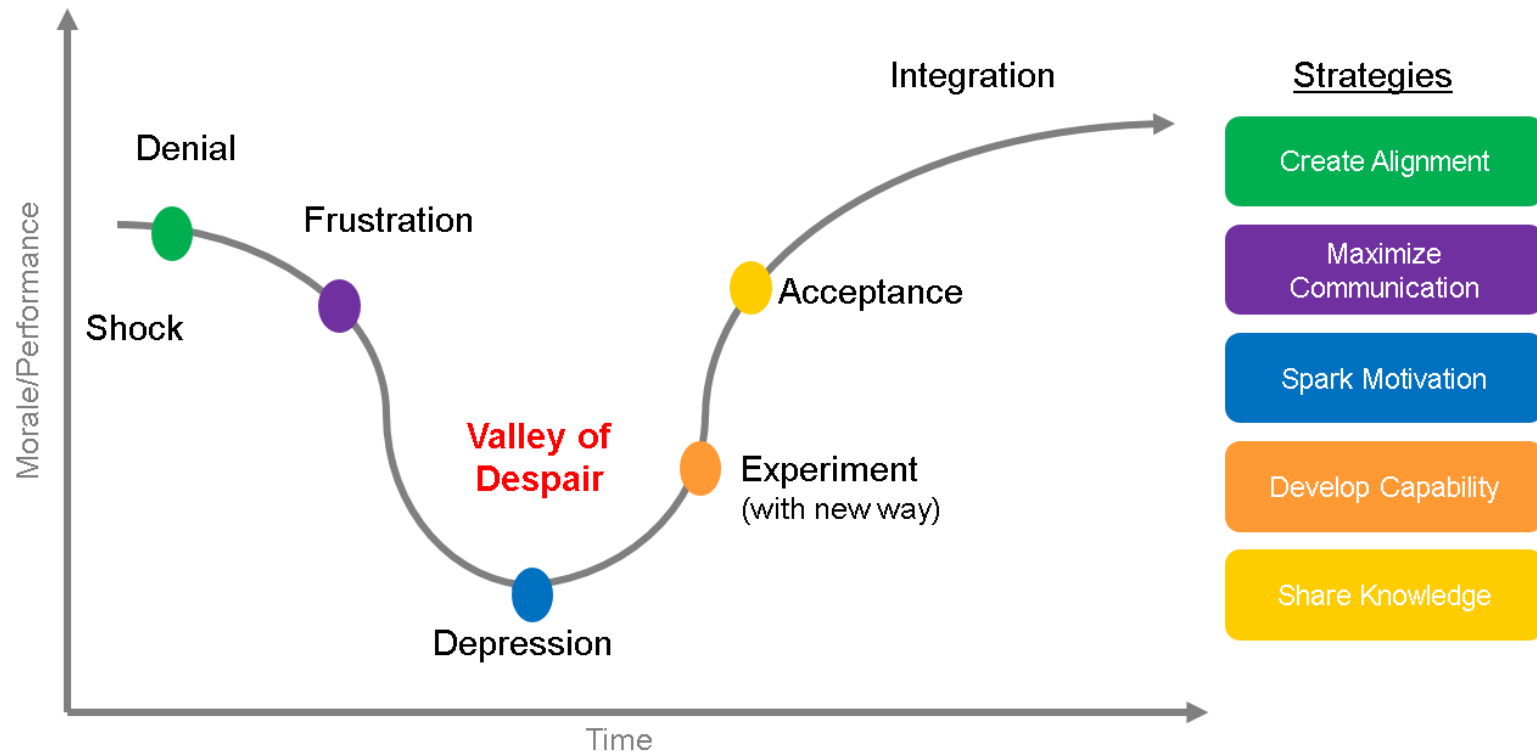 Integration
Strategies
Denial
Create Alignment
Frustration
Maximize
Communication
Acceptance
Shock
Spark Motivation
Valley of
Despair
Experiment
(with new way)
Develop Capability
Share Knowledge
Depression
Morale/Performance
Time